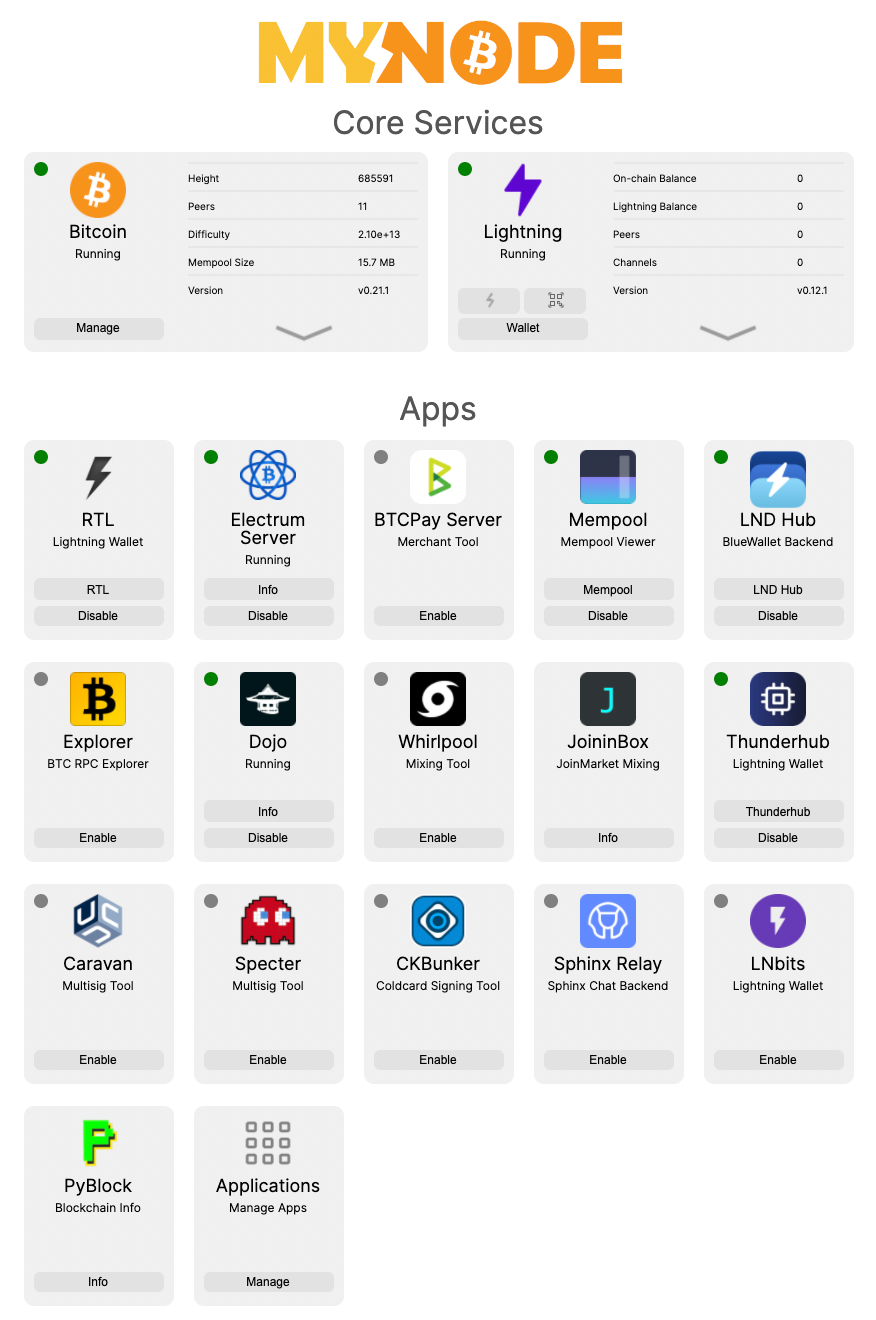 MYNODE
Core Services
Bitcoin
Running
Manage
Height 685591
Peers 11
Difficulty 2.10e+13
Mempool Size 15.7 MB
Version v0.21.1
Lightning
Running
Wallet
On-chain Balance 0
Lightning Balance 0
Peers 0
Channels 0
Version v0.12.1
Apps
RTL
Lightning Wallet
RTL
Disable
Electrum
Server
Running
Info
Disable
BTCPay Server
Merchant Tool
Enable
Mempool
Mempool Viewer
Mempool
Disable
LND Hub
BlueWallet Backend
LND Hub
Disable
Explorer
BTC RPC Explorer
Enable
Dojo
Running
Info
Disable
Whirlpool
Mixing Tool
Enable
J
JoininBox
JoinMarket Mixing
Info
Thunderhub
Lightning Wallet
Thunderhub
Disable
Caravan
Multisig Tool
Enable
Specter
Multisig Tool
Enable
CKBunker
Coldcard Signing Tool
Enable
Sphinx Relay
Sphinx Chat Backend
Enable
LNbits
Lightning Wallet
Enable
P
PyBlock
Blockchain Info
Info
Applications
Manage Apps
Manage